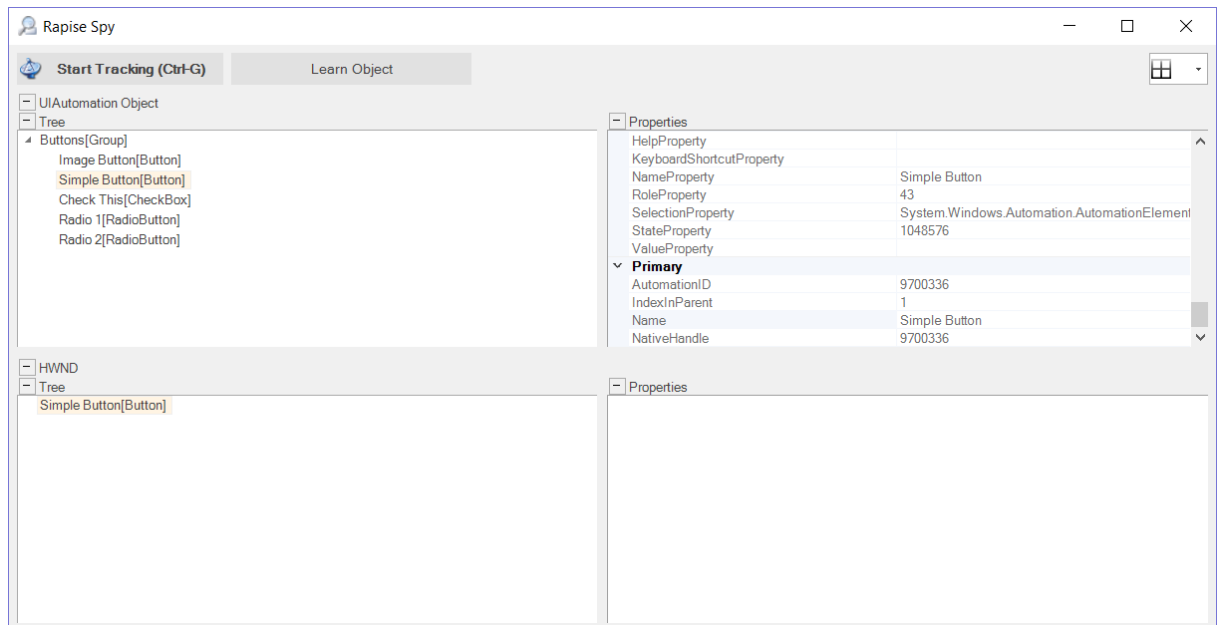 Rapise Spy
Start Tracking (Ctrl-G) Learn Object
UIAutomation Object
Tree
Buttons[Group]
Image Button[Button]
Simple Button[Button]
Check This[CheckBox]
Radio 1[RadioButton]
Radio 2[RadioButton]
Properties
HelpProperty
KeyboardShortcutProperty
NameProperty Simple Button
RoleProperty 43
SelectionProperty System.Windows.Automation.AutomationElement
StateProperty 1048576
ValueProperty
Primary
AutomationID 9700336
IndexInParent 1
Name Simple Button
NativeHandle 9700336
HWND
Tree
Simple Button[Button]
Properties